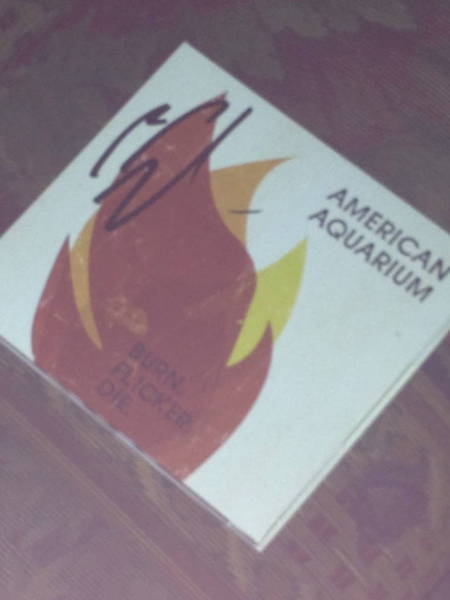 AMERICAN
AQUARIUM
BURN.
FLICKER.
DIE.